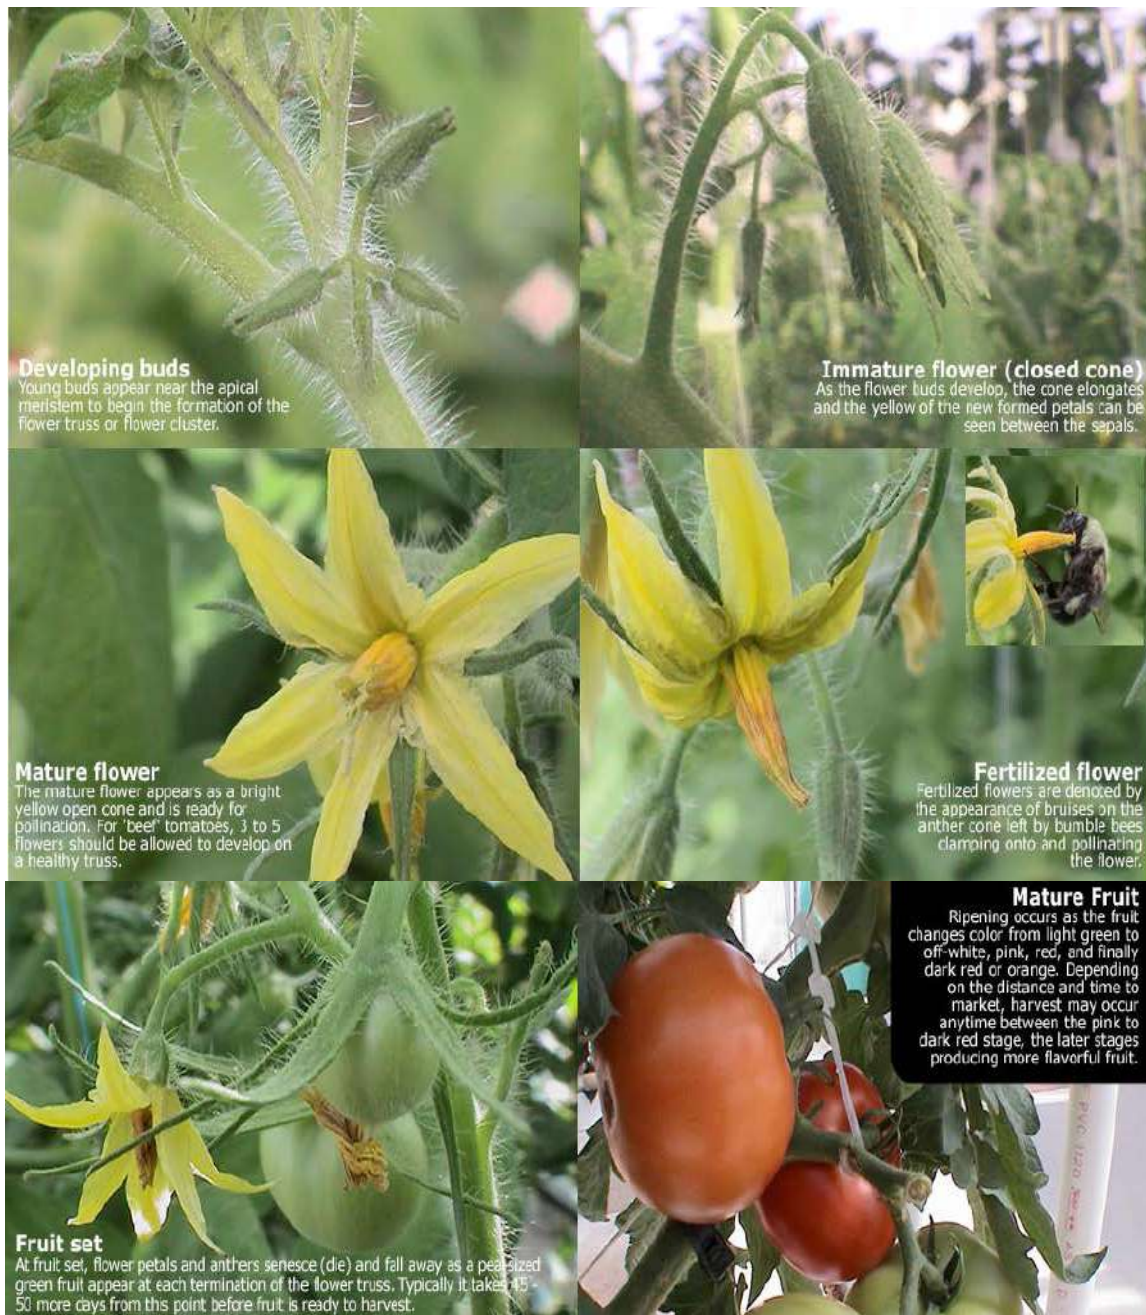 Developing buds
Young buds appear near the apical
meristem to begin the formation of the
flower truss or flower cluster.
Immature flower (closed cone)
As the flower buds develop, the cone elongates
and the yellow of the new formed petals can be
seen between the sepals.
Mature flower
The mature flower appears as a bright
yellow open cone and is ready for
pollination. For 'beef' tomatoes, 3 to 5
flowers should be allowed to develop on
a healthy truss.
Fertilized flower
Fertilized flowers are denoted by
the appearance of bruises on the
anther cone left by bumble bees
clamping onto and pollinating
the flower.
Fruit set
At fruit set, flower petals and anthers senesce (die) and fall away as a pea-sized
green fruit appear at each termination of the flower truss. Typically it takes 45 -
50 more days from this point before fruit is ready to harvest.
Mature Fruit
Ripening occurs as the fruit
changes color from light green to
off-white, pink, red, and finally
dark red or orange. Depending
on the distance and time to
market, harvest may occur
anytime between the pink to
dark red stage, the later stages
producing more flavorful fruit.
PVC 1120